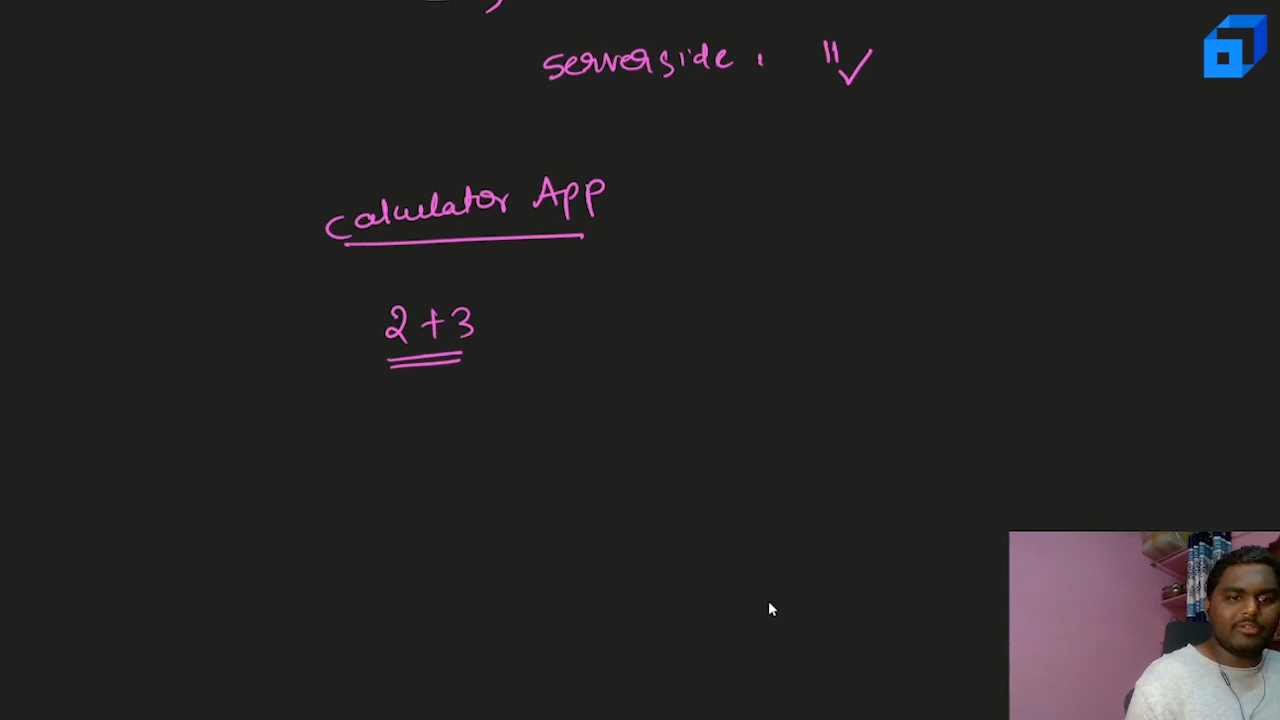 serverside : "
calculator App
2 + 3